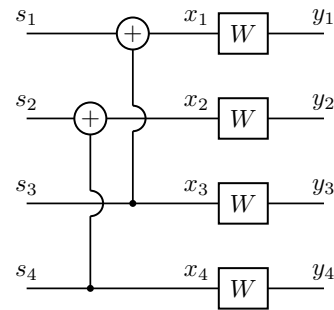 s₁ + x₁ W y₁
s₂ + x₂ W y₂
s₃ x₃ W y₃
s₄ x₄ W y₄